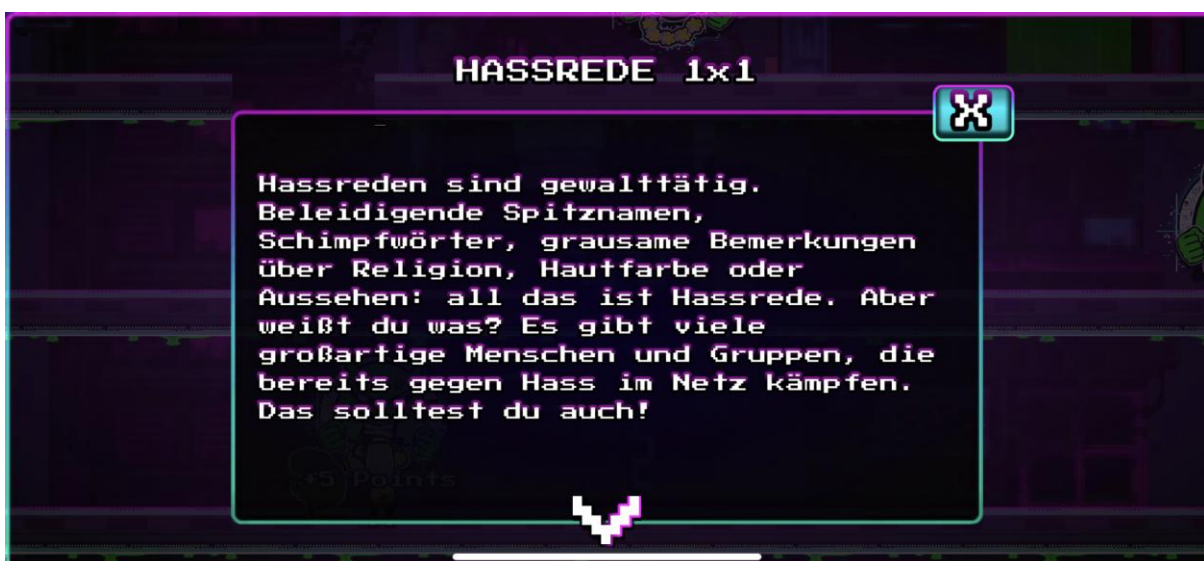 HASSREDE 1x1
X
Hassreden sind gewalttätig.
Beleidigende Spitznamen,
Schimpfwörter, grausame Bemerkungen
über Religion, Hautfarbe oder
Aussehen: all das ist Hassrede. Aber
weißt du was? Es gibt viele
großartige Menschen und Gruppen, die
bereits gegen Hass im Netz kämpfen.
Das solltest du auch!
+5 Points